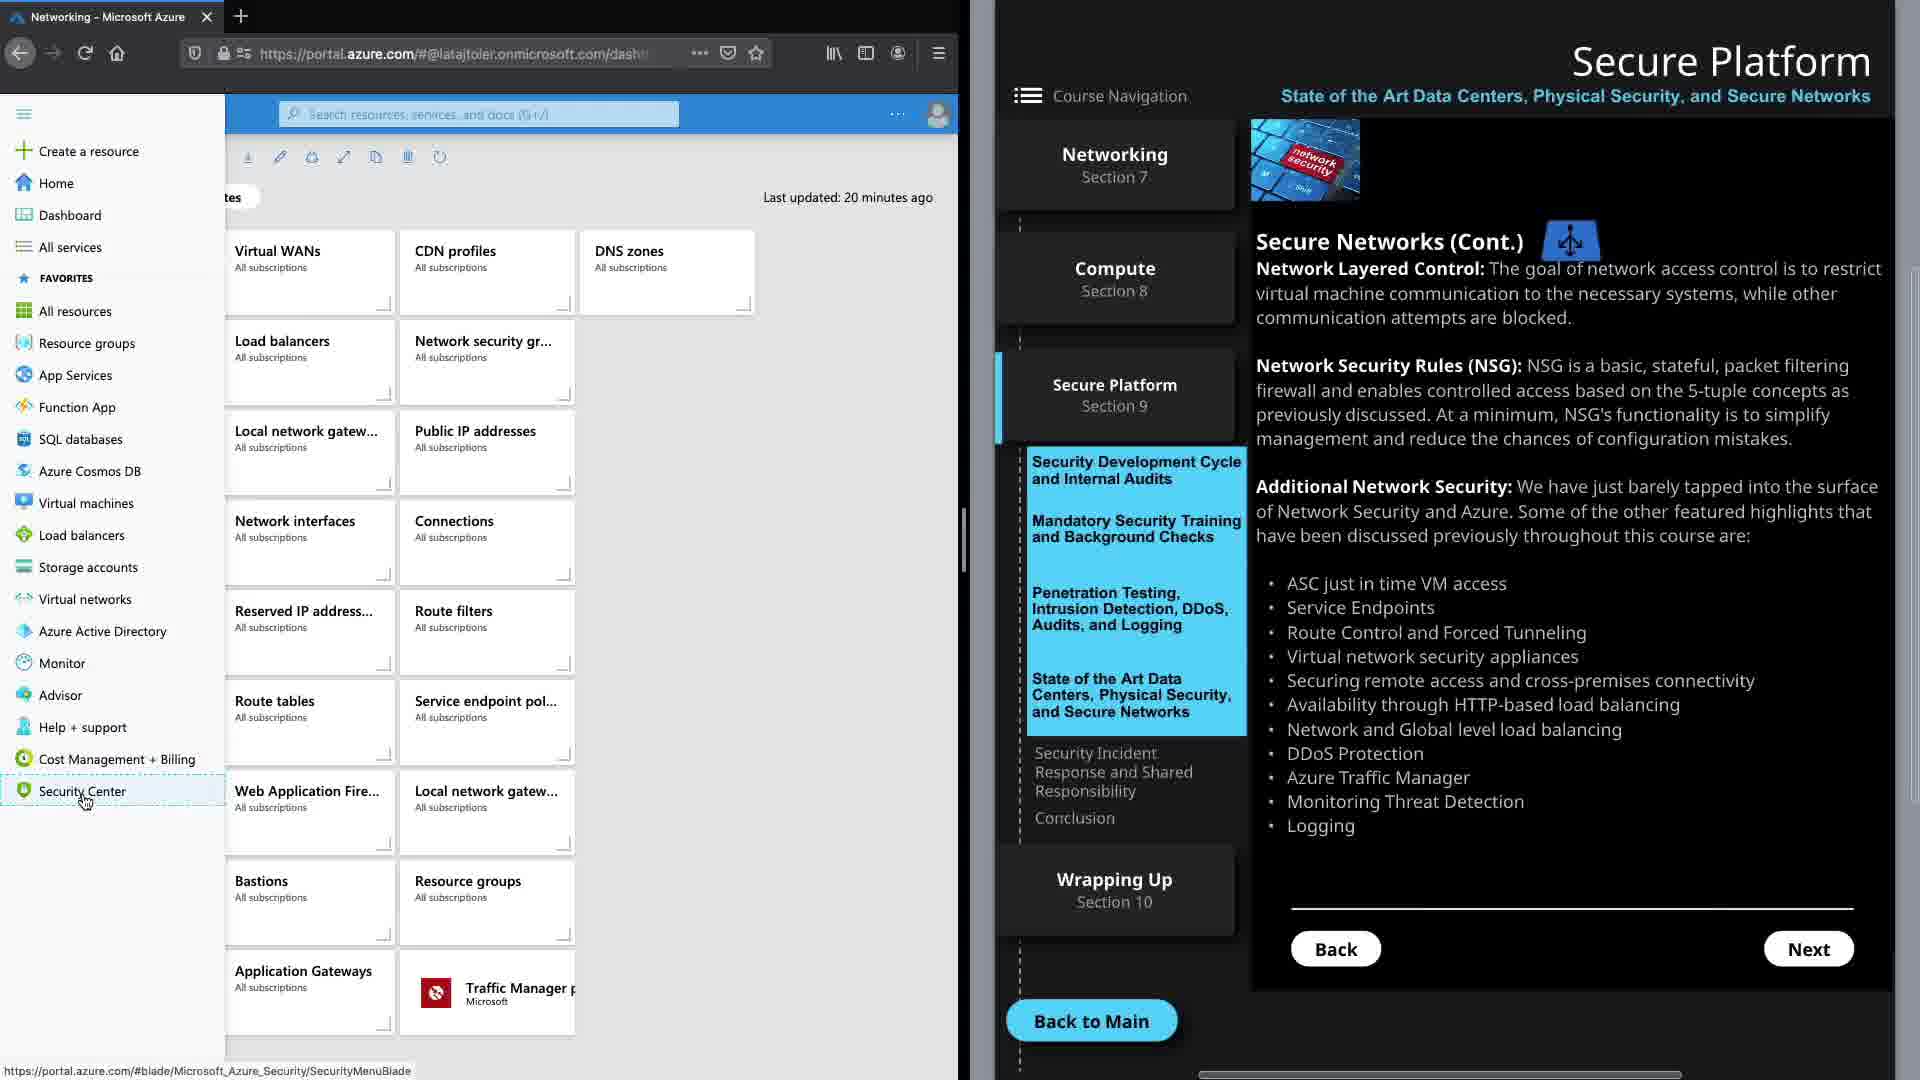 Networking - Microsoft Azure
https://portal.azure.com/#@latajtoler.onmicrosoft.com/dash
Search resources, services, and docs (G+/)
Create a resource
Home
Dashboard
All services
FAVORITES
All resources
Resource groups
App Services
Function App
SQL databases
Azure Cosmos DB
Virtual machines
Load balancers
Storage accounts
Virtual networks
Azure Active Directory
Monitor
Advisor
Help + support
Cost Management + Billing
Security Center
https://portal.azure.com/#blade/Microsoft_Azure_Security/SecurityMenuBlade
tes
Last updated: 20 minutes ago
Virtual WANs
All subscriptions
CDN profiles
All subscriptions
DNS zones
All subscriptions
Load balancers
All subscriptions
Network security gr...
All subscriptions
Local network gatew...
All subscriptions
Public IP addresses
All subscriptions
Network interfaces
All subscriptions
Connections
All subscriptions
Reserved IP address...
All subscriptions
Route filters
All subscriptions
Route tables
All subscriptions
Service endpoint pol...
All subscriptions
Web Application Fire...
All subscriptions
Local network gatew...
All subscriptions
Bastions
All subscriptions
Resource groups
All subscriptions
Application Gateways
All subscriptions
Traffic Manager p
Microsoft
Secure Platform
State of the Art Data Centers, Physical Security, and Secure Networks
Course Navigation
Networking
Section 7
Compute
Section 8
Secure Platform
Section 9
Security Development Cycle
and Internal Audits
Mandatory Security Training
and Background Checks
Penetration Testing,
Intrusion Detection, DDoS,
Audits, and Logging
State of the Art Data
Centers, Physical Security,
and Secure Networks
Security Incident
Response and Shared
Responsibility
Conclusion
Wrapping Up
Section 10
Back to Main
network
security
Secure Networks (Cont.)
Network Layered Control: The goal of network access control is to restrict
virtual machine communication to the necessary systems, while other
communication attempts are blocked.
Network Security Rules (NSG): NSG is a basic, stateful, packet filtering
firewall and enables controlled access based on the 5-tuple concepts as
previously discussed. At a minimum, NSG's functionality is to simplify
management and reduce the chances of configuration mistakes.
Additional Network Security: We have just barely tapped into the surface
of Network Security and Azure. Some of the other featured highlights that
have been discussed previously throughout this course are:
• ASC just in time VM access
• Service Endpoints
• Route Control and Forced Tunneling
• Virtual network security appliances
• Securing remote access and cross-premises connectivity
• Availability through HTTP-based load balancing
• Network and Global level load balancing
• DDoS Protection
• Azure Traffic Manager
• Monitoring Threat Detection
• Logging
Back
Next